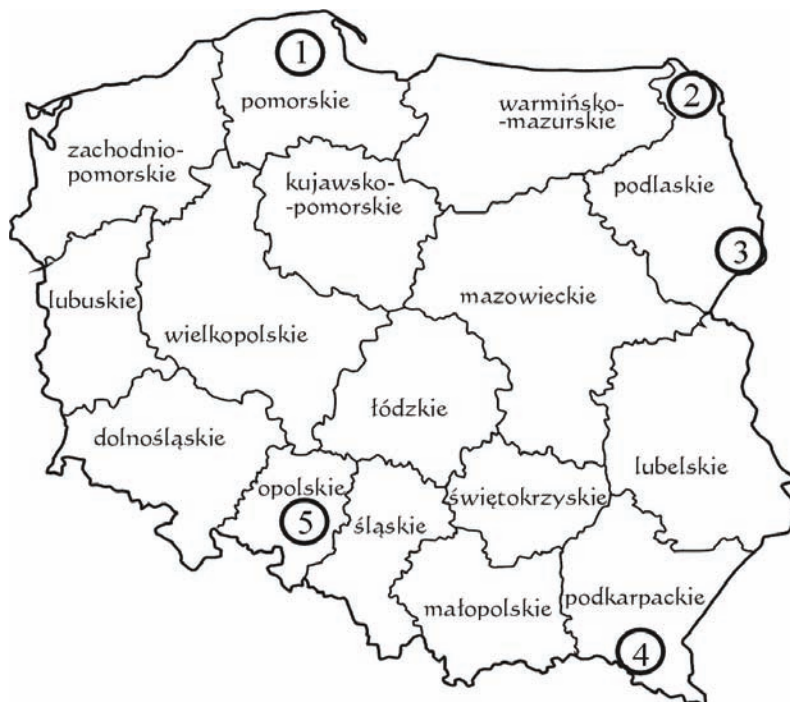 1
pomorskie
warmińsko-
-mazurskie
2
zachodnio-
pomorskie
kujawsko-
-pomorskie
podlaskie
3
lubuskie
mazowieckie
wielkopolskie
łódzkie
dolnośląskie
lubelskie
opolskie
świętokrzyskie
5
śląskie
małopolskie
podkarpackie
4